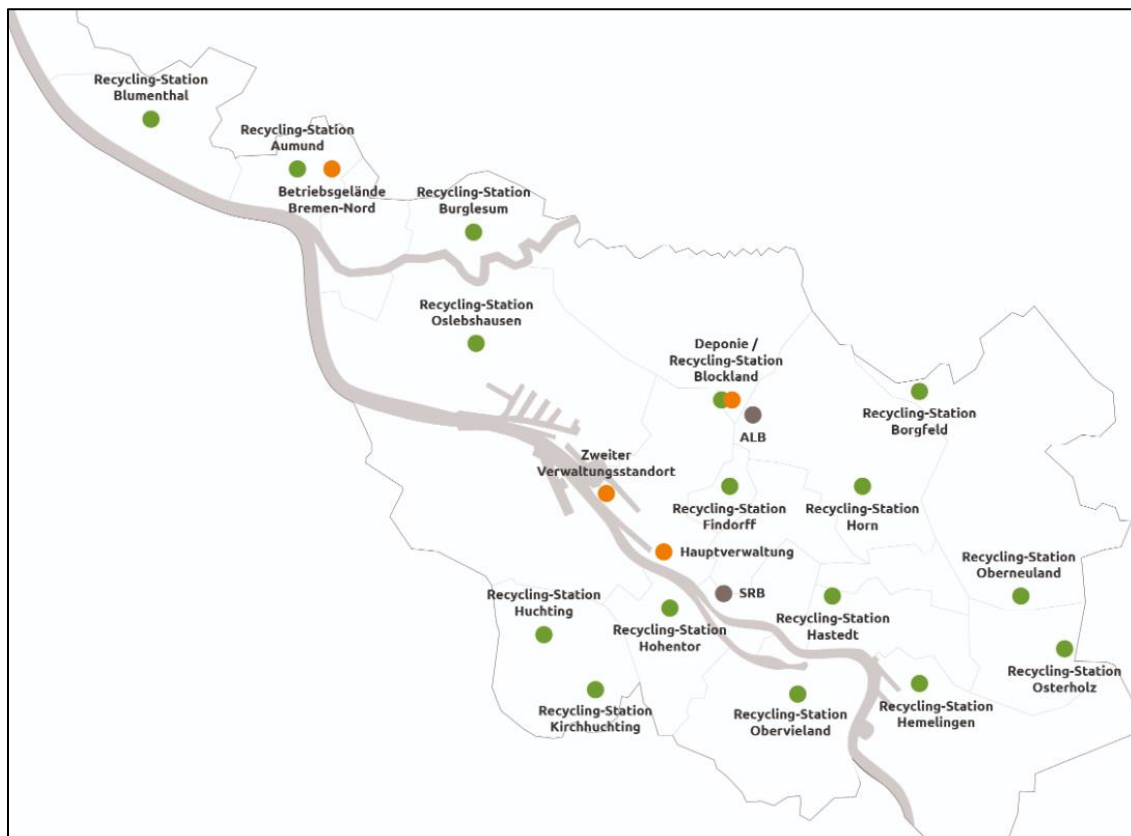 Recycling-Station
Blumenthal
Recycling-Station
Aumund
Betriebsgelände
Bremen-Nord
Recycling-Station
Burglesum
Recycling-Station
Oslebshausen
Deponie /
Recycling-Station
Blockland
ALB
Recycling-Station
Borgfeld
Zweiter
Verwaltungsstandort
Recycling-Station
Findorff
Recycling-Station
Horn
Hauptverwaltung
Recycling-Station
Oberneuland
SRB
Recycling-Station
Huchting
Recycling-Station
Hohentor
Recycling-Station
Hastedt
Recycling-Station
Osterholz
Recycling-Station
Kirchhuchting
Recycling-Station
Obervieland
Recycling-Station
Hemelingen